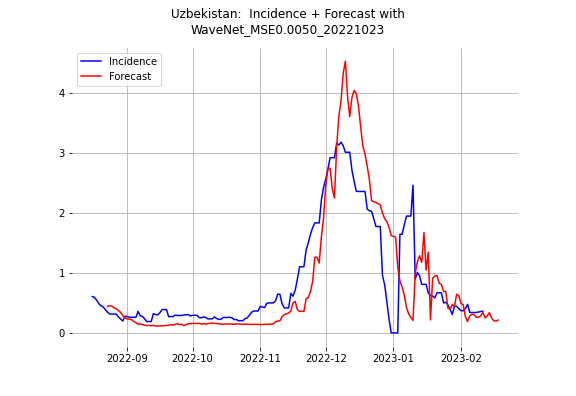 Uzbekistan:  Incidence + Forecast with
WaveNet_MSE0.0050_20221023
Incidence
Forecast
4
3
2
1
0
2022-09
2022-10
2022-11
2022-12
2023-01
2023-02